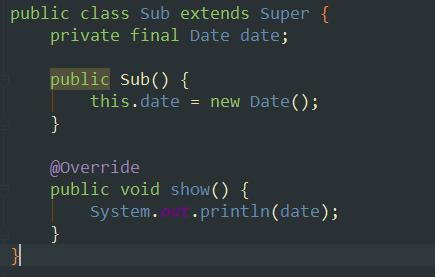 public class Sub extends Super {
    private final Date date;

    public Sub() {
        this.date = new Date();
    }

    @Override
    public void show() {
        System.out.println(date);
    }
}